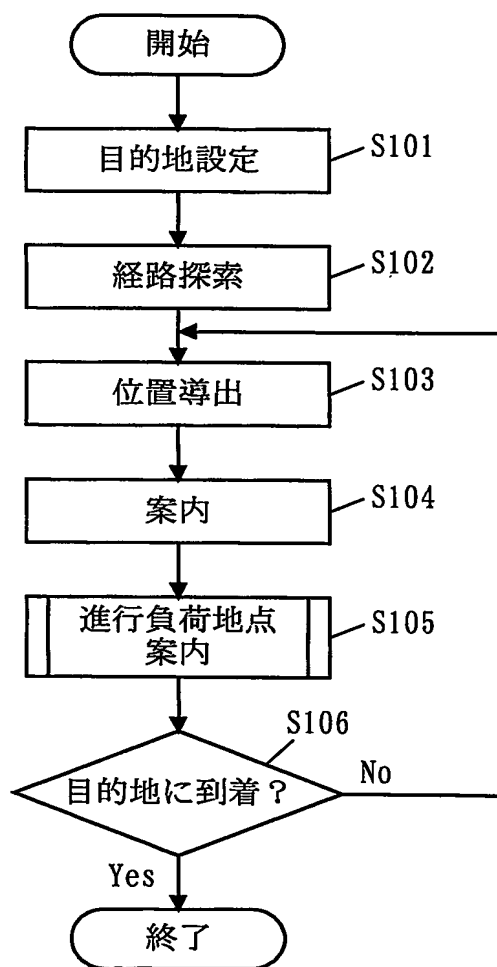 開始
目的地設定
S101
経路探索
S102
位置導出
S103
案内
S104
進行負荷地点
案内
S105
S106
目的地に到着？
No
Yes
終了